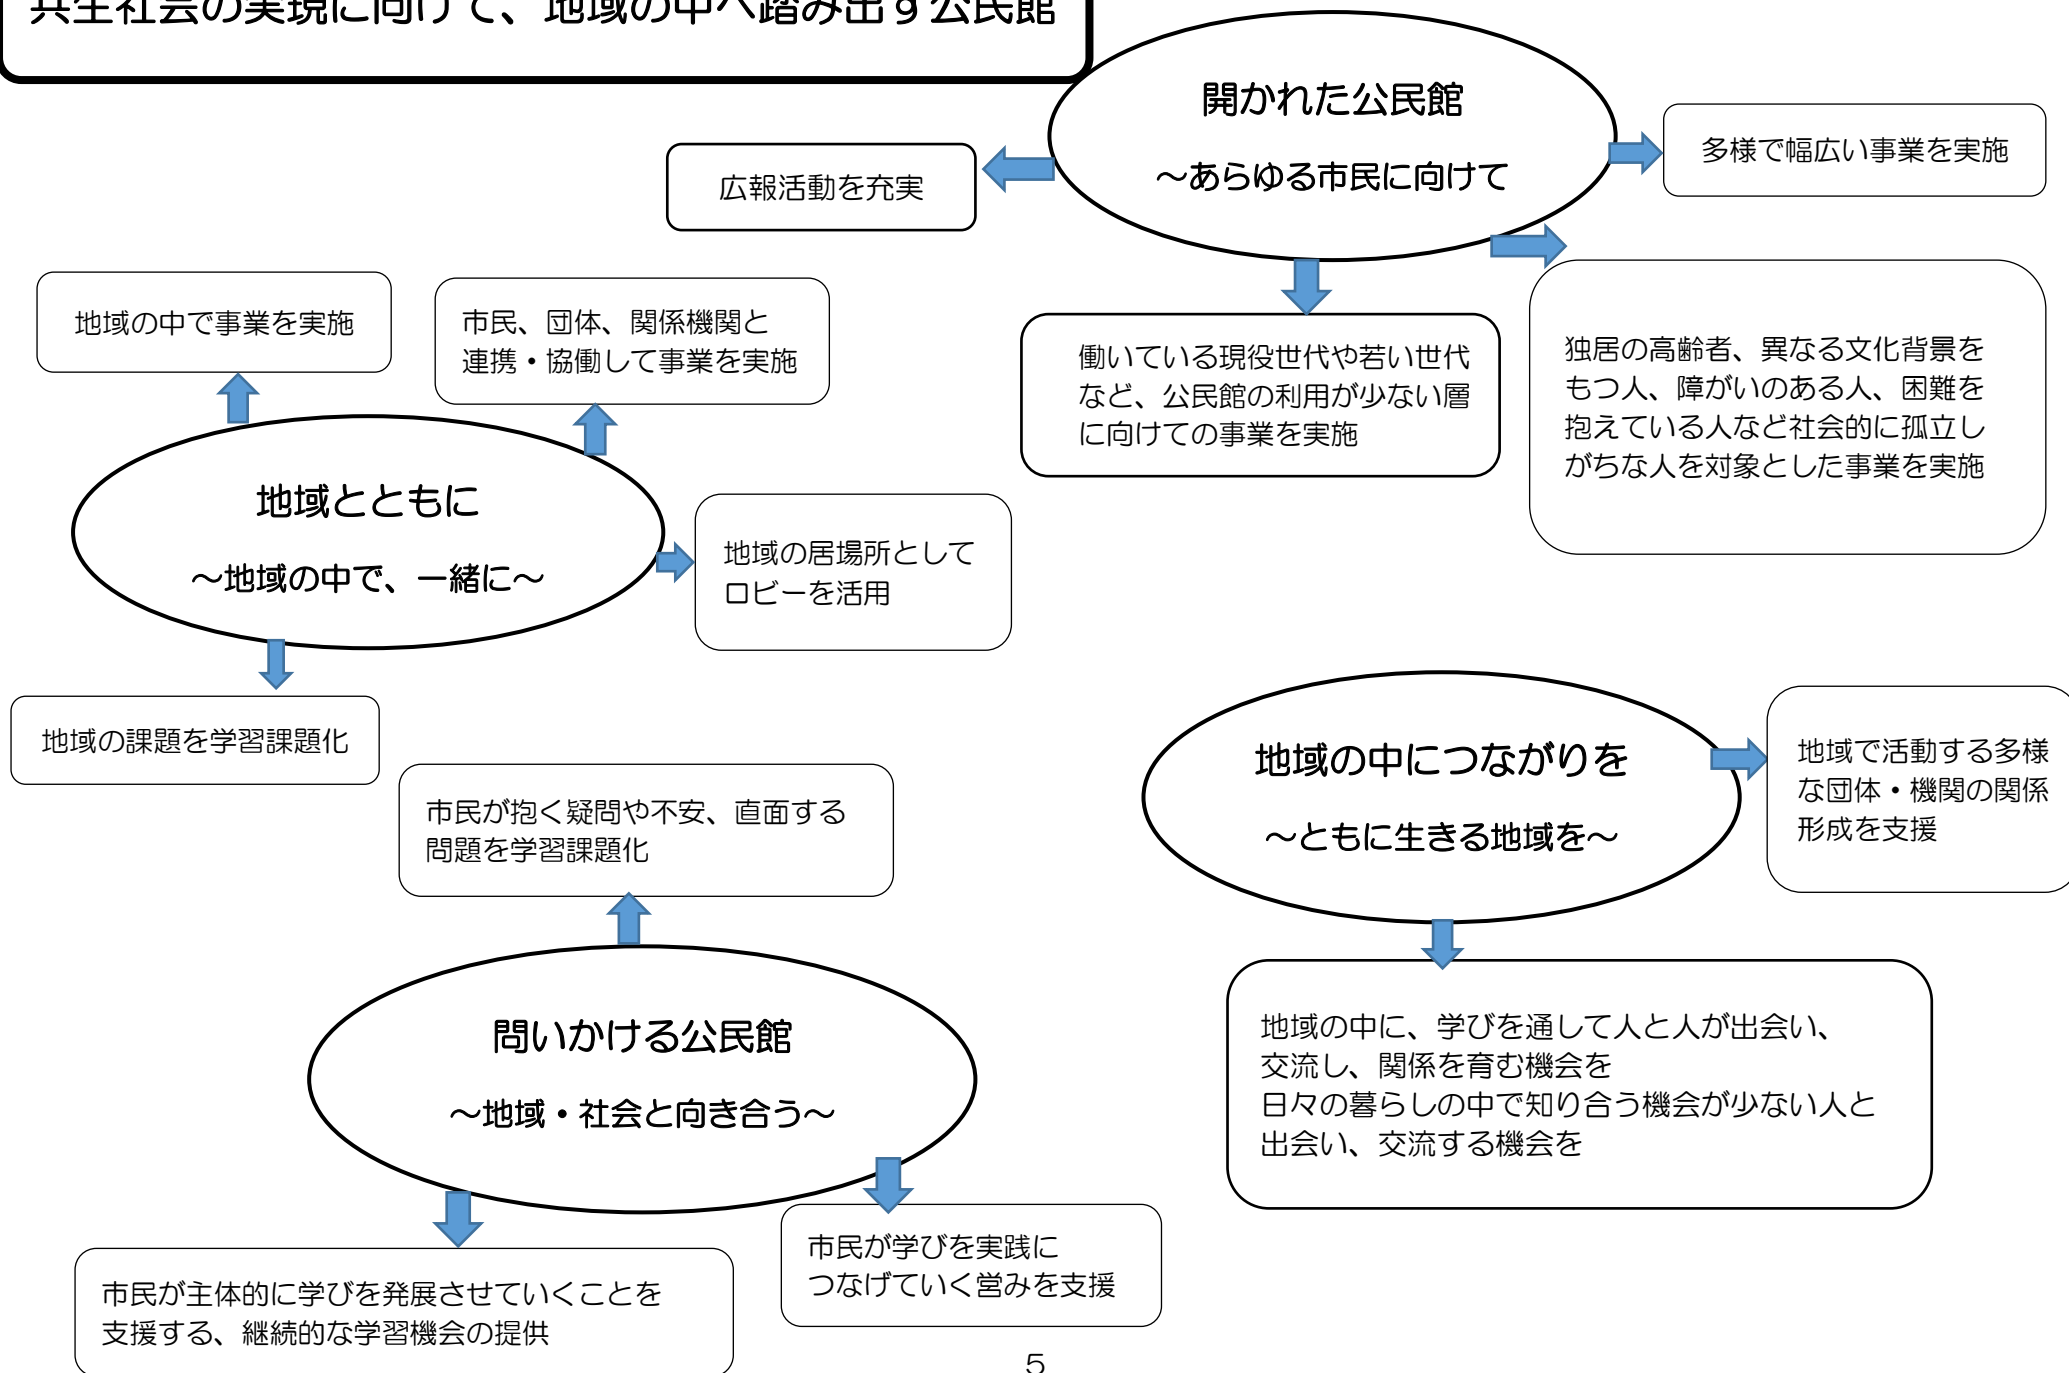 共生社会の実現に向けて、地域の中へ踏み出す公民館
開かれた公民館
～あらゆる市民に向けて
広報活動を充実
多様で幅広い事業を実施
働いている現役世代や若い世代
など、公民館の利用が少ない層
に向けての事業を実施
独居の高齢者、異なる文化背景を
もつ人、障がいのある人、困難を
抱えている人など社会的に孤立し
がちな人を対象とした事業を実施
地域の中で事業を実施
市民、団体、関係機関と
連携・協働して事業を実施
地域とともに
～地域の中で、一緒に～
地域の居場所として
ロビーを活用
地域の課題を学習課題化
地域の中につながりを
～ともに生きる地域を～
地域で活動する多様
な団体・機関の関係
形成を支援
地域の中に、学びを通して人と人が出会い、
交流し、関係を育む機会を
日々の暮らしの中で知り合う機会が少ない人と
出会い、交流する機会を
市民が抱く疑問や不安、直面する
問題を学習課題化
問いかける公民館
～地域・社会と向き合う～
市民が学びを実践に
つなげていく営みを支援
市民が主体的に学びを発展させていくことを
支援する、継続的な学習機会の提供
5